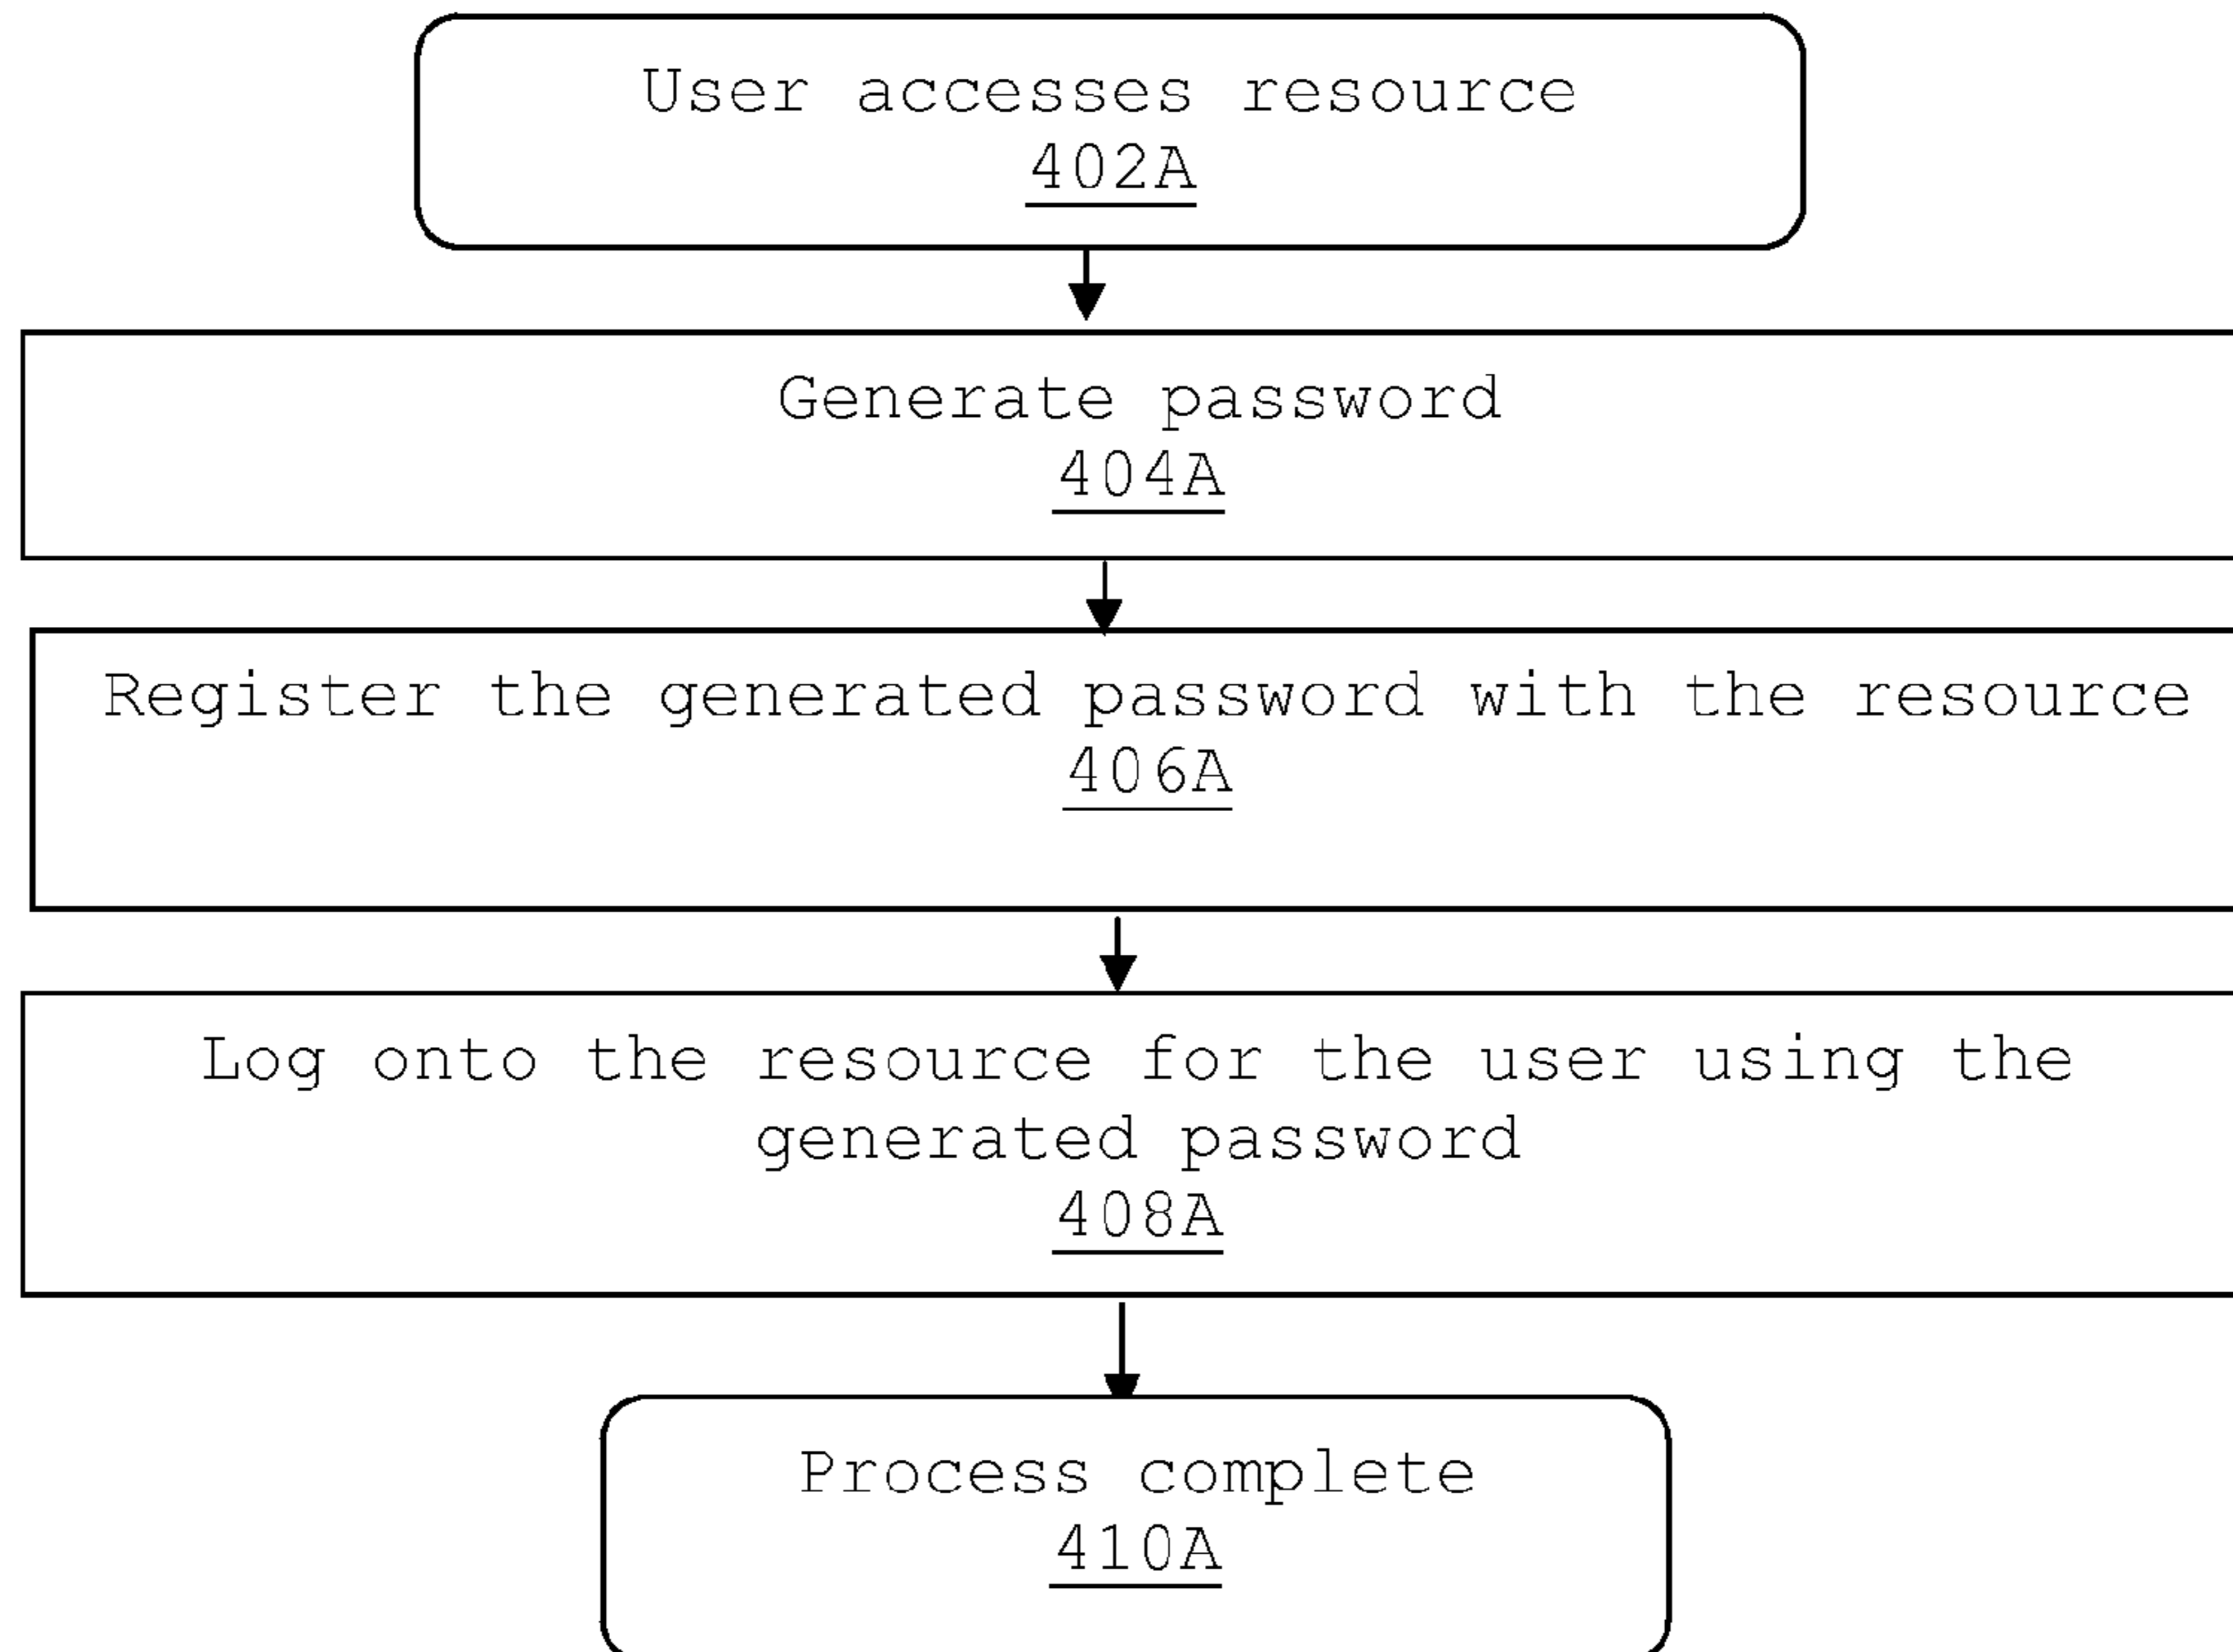 User accesses resource
402A
Generate password
404A
Register the generated password with the resource
406A
Log onto the resource for the user using the
generated password
408A
Process complete
410A